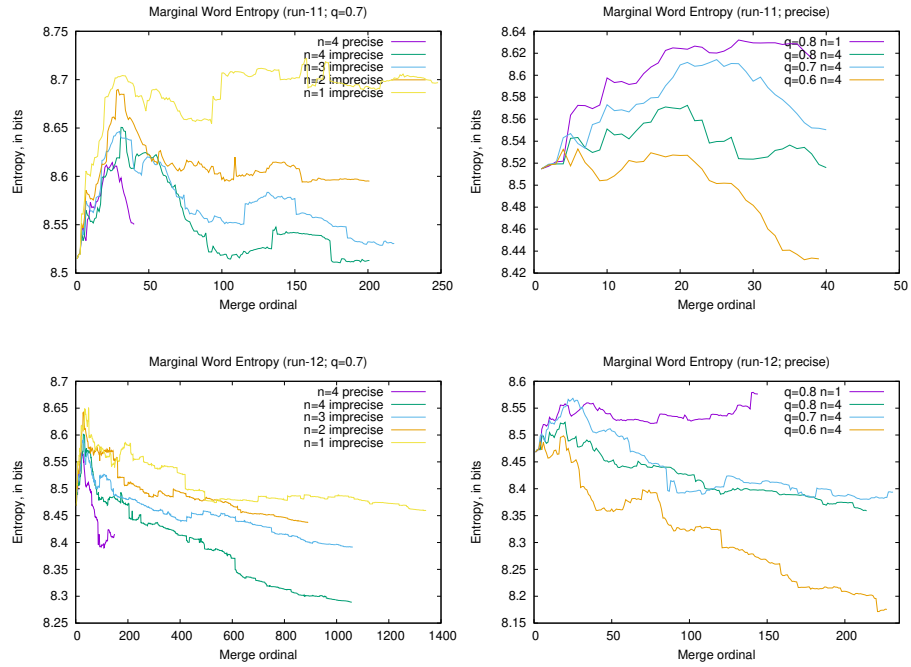 Marginal Word Entropy (run-11; q=0.7)
8.7
8.65
8.6
8.55
8.5
0
50
100
150
200
250
Entropy, in bits
Merge ordinal
n=4 precise
n=4 imprecise
n=3 imprecise
n=2 imprecise
n=1 imprecise
Marginal Word Entropy (run-11; precise)
8.64
8.62
8.6
8.58
8.56
8.54
8.52
8.5
8.48
8.46
8.44
8.42
0
10
20
30
40
50
Entropy, in bits
Merge ordinal
q=0.8 n=1
q=0.8 n=4
q=0.7 n=4
q=0.6 n=4
Marginal Word Entropy (run-12; q=0.7)
8.7
8.65
8.6
8.55
8.5
8.45
8.4
8.35
8.3
8.25
0
200
400
600
800
1000
1200
1400
Entropy, in bits
Merge ordinal
n=4 precise
n=4 imprecise
n=3 imprecise
n=2 imprecise
n=1 imprecise
Marginal Word Entropy (run-12; precise)
8.6
8.55
8.5
8.45
8.4
8.35
8.3
8.25
8.2
8.15
0
50
100
150
200
Entropy, in bits
Merge ordinal
q=0.8 n=1
q=0.8 n=4
q=0.7 n=4
q=0.6 n=4